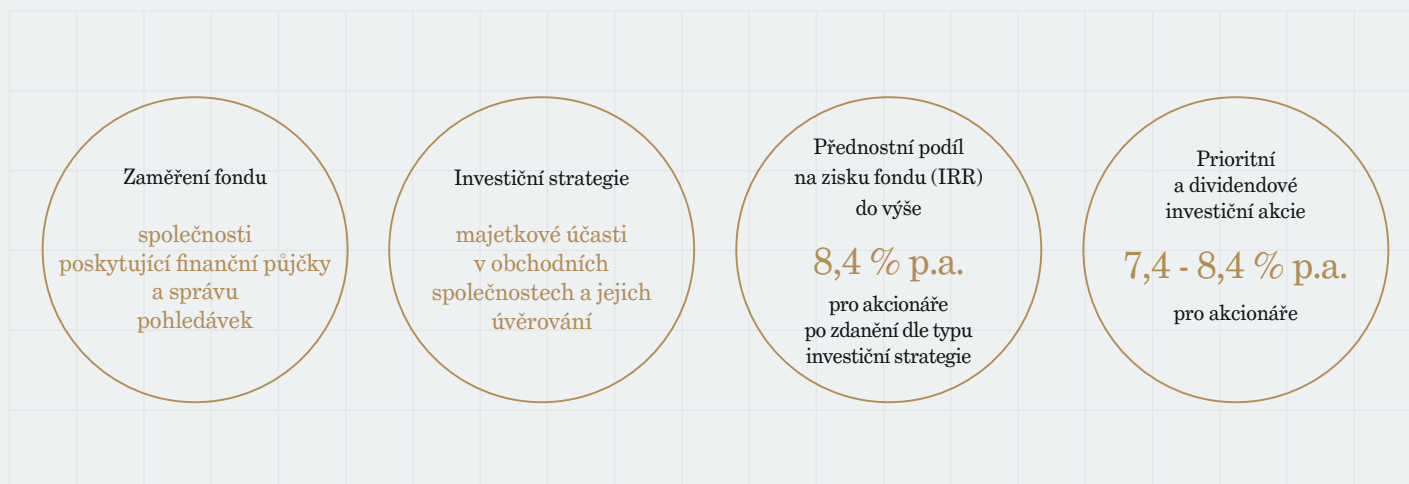 Zaměření fondu
společnosti
poskytující finanční půjčky
a správu
pohledávek
Investiční strategie
majetkové účasti
v obchodních
společnostech a jejich
úvěrování
Přednostní podíl
na zisku fondu (IRR)
do výše
8,4 % p.a.
pro akcionáře
po zdanění dle typu
investiční strategie
Prioritní
a dividendové
investiční akcie
7,4 - 8,4 % p.a.
pro akcionáře